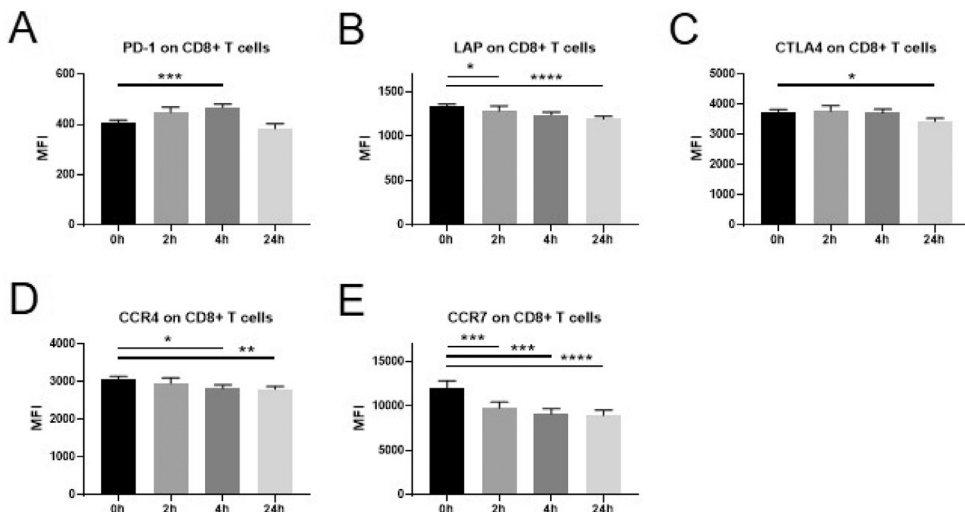 A
PD-1 on CD8+ T cells
***
600
400
200
0
MFI
0h 2h 4h 24h
B
LAP on CD8+ T cells
* ****
1500
1000
500
0
MFI
0h 2h 4h 24h
C
CTLA4 on CD8+ T cells
*
5000
4000
3000
2000
1000
0
MFI
0h 2h 4h 24h
D
CCR4 on CD8+ T cells
*
**
4000
3000
2000
1000
0
MFI
0h 2h 4h 24h
E
CCR7 on CD8+ T cells
***
***
****
15000
10000
5000
0
MFI
0h 2h 4h 24h